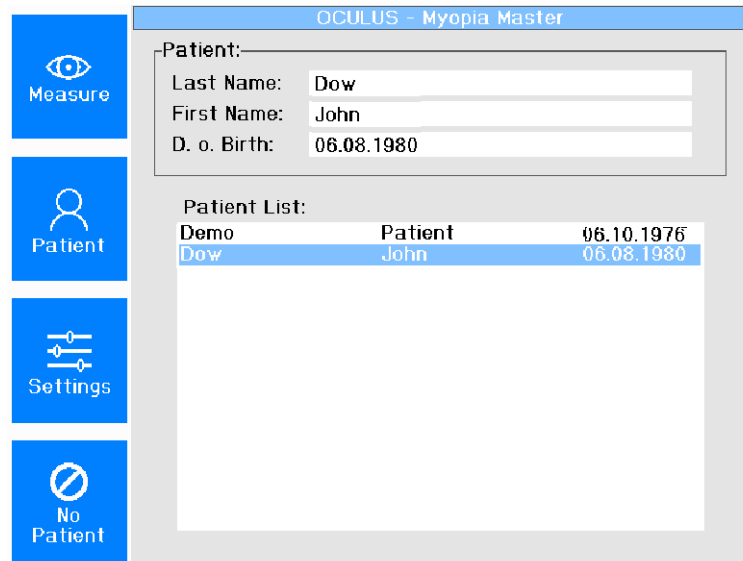 OCULUS - Myopia Master
Measure
Patient
Settings
No
Patient
Patient:
Last Name: Dow
First Name: John
D. o. Birth: 06.08.1980
Patient List:
Demo Patient 06.10.1976
Dow John 06.08.1980